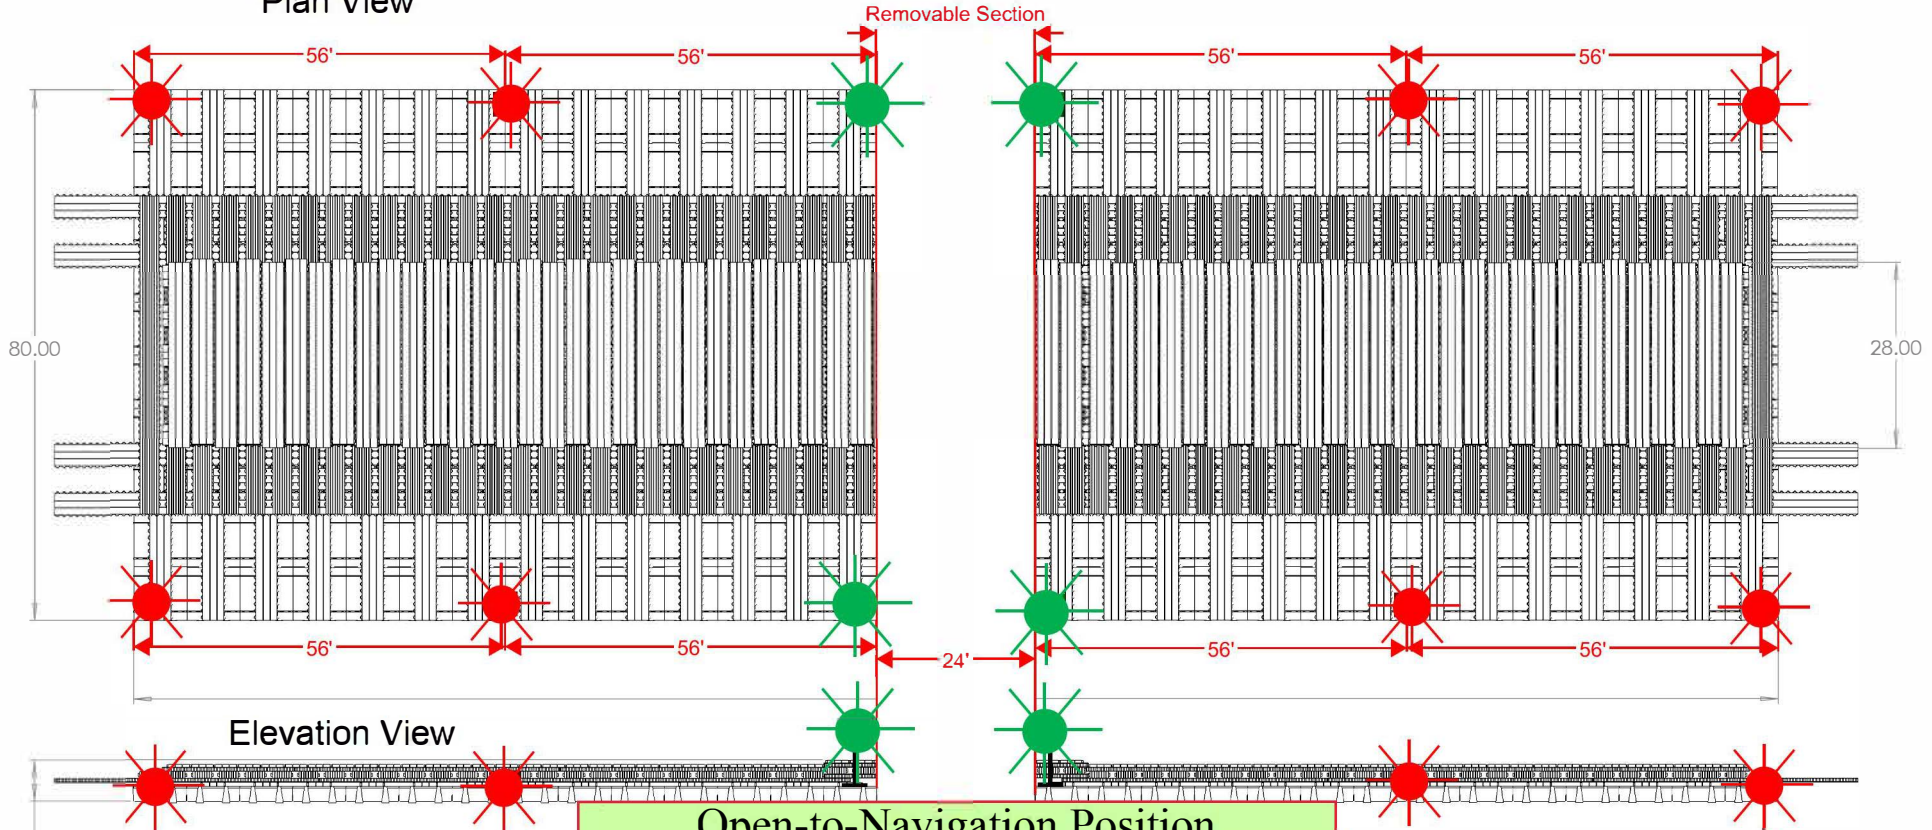 Plan View
Removable Section
56'
56'
56'
56'
80.00
28.00
56'
56'
24'
56'
56'
Elevation View
Open-to-Navigation Position